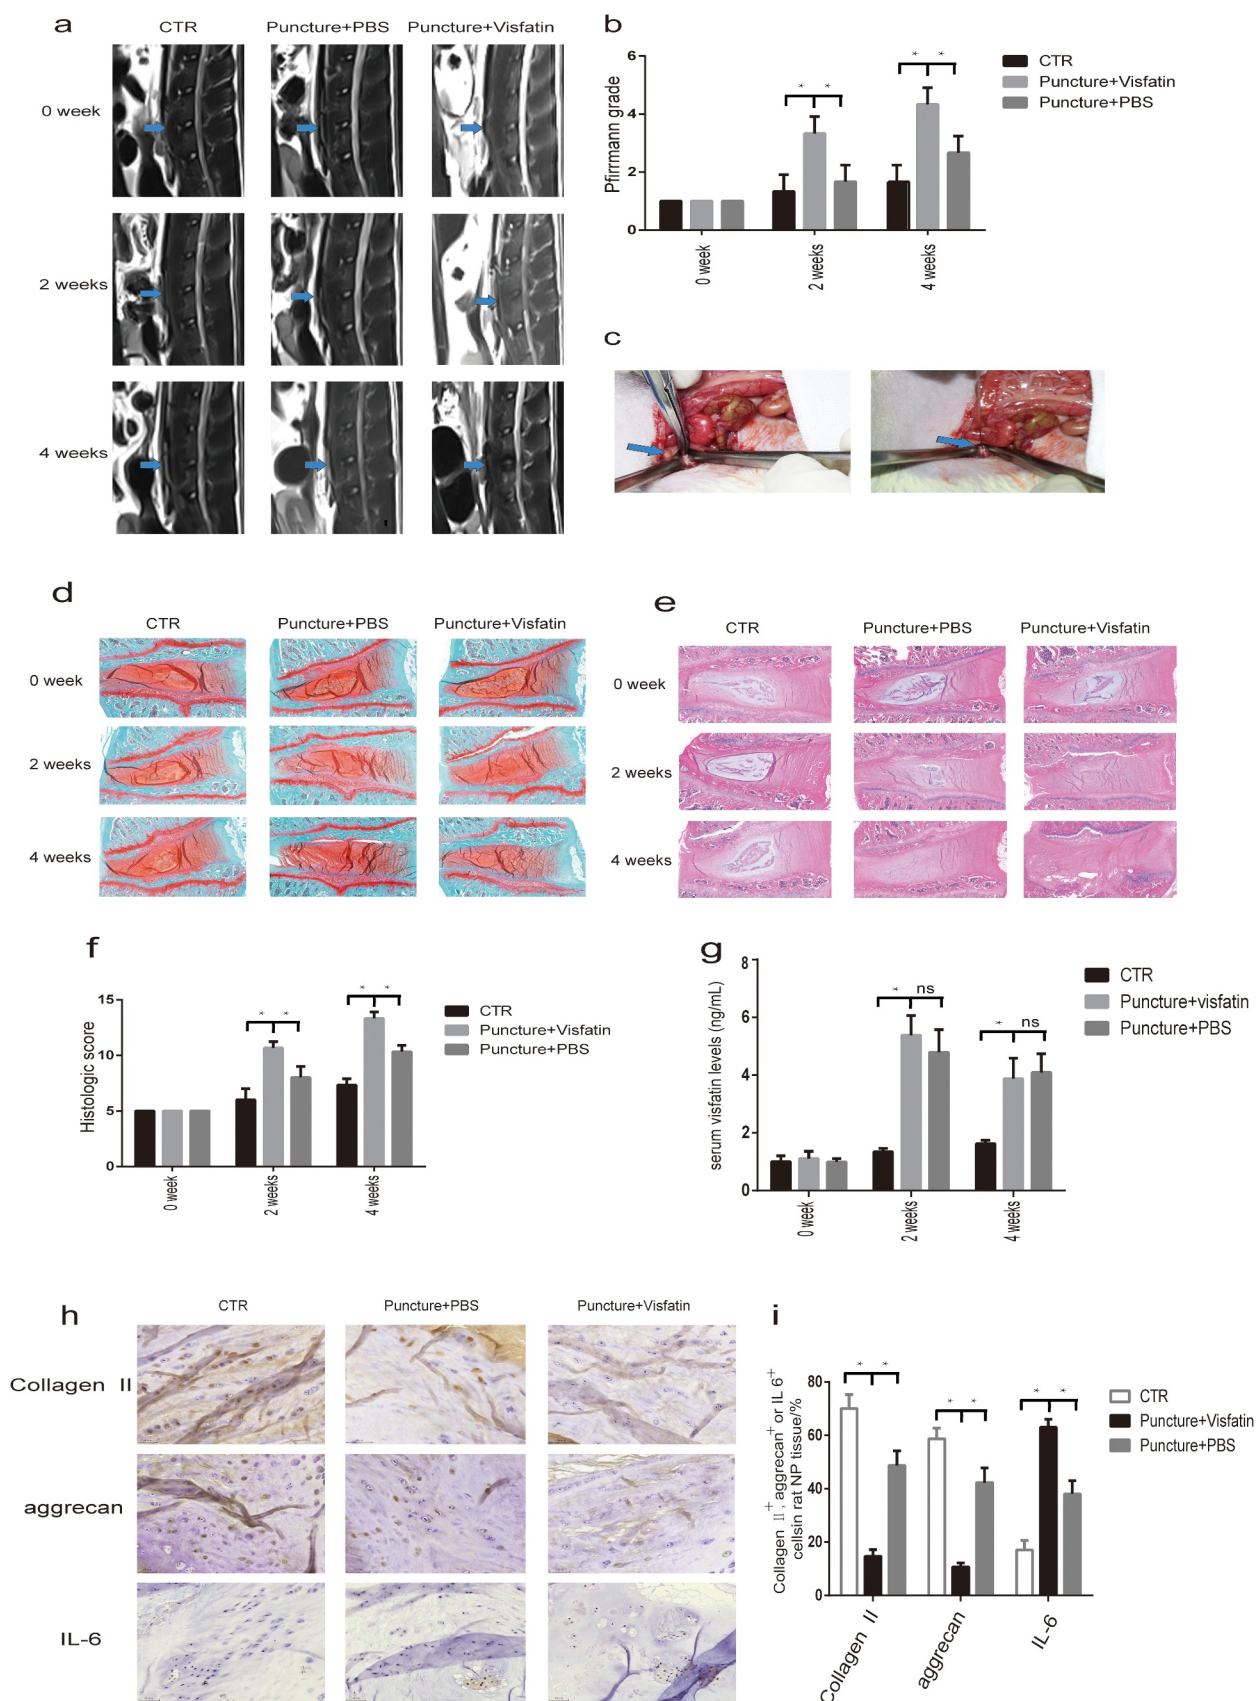 a
CTR
Puncture+PBS
Puncture+Visfatin
0 week
2 weeks
4 weeks
b
Pfirrmann grade
6
4
2
0
* *
* *
0 week
2 weeks
4 weeks
CTR
Puncture+Visfatin
Puncture+PBS
c
d
CTR
Puncture+PBS
Puncture+Visfatin
0 week
2 weeks
4 weeks
e
CTR
Puncture+PBS
Puncture+Visfatin
0 week
2 weeks
4 weeks
f
Histologic score
15
10
5
0
* *
* *
0 week
2 weeks
4 weeks
CTR
Puncture+Visfatin
Puncture+PBS
g
serum visfatin levels (ng/mL)
8
6
4
2
0
* ns
* ns
0 week
2 weeks
4 weeks
CTR
Puncture+visfatin
Puncture+PBS
h
CTR
Puncture+PBS
Puncture+Visfatin
Collagen II
aggrecan
IL-6
i
Collagen II+, aggrecan+ or IL 6+
cellsin rat NP tissue/%
80
60
40
20
0
* *
* *
* *
Collagen II
aggrecan
IL-6
CTR
Puncture+Visfatin
Puncture+PBS